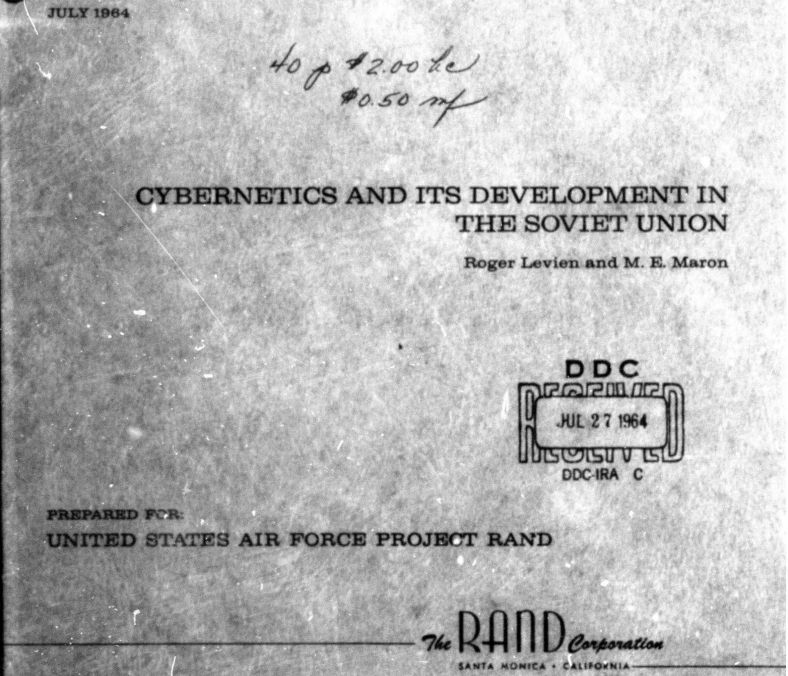 JULY 1964
40 p $2.00 hc
$0.50 mf
CYBERNETICS AND ITS DEVELOPMENT IN
THE SOVIET UNION
Roger Levien and M. E. Maron
DDC
RECEIVED
JUL 27 1964
DDC-IRA C
PREPARED FOR:
UNITED STATES AIR FORCE PROJECT RAND
The RAND Corporation
SANTA MONICA • CALIFORNIA